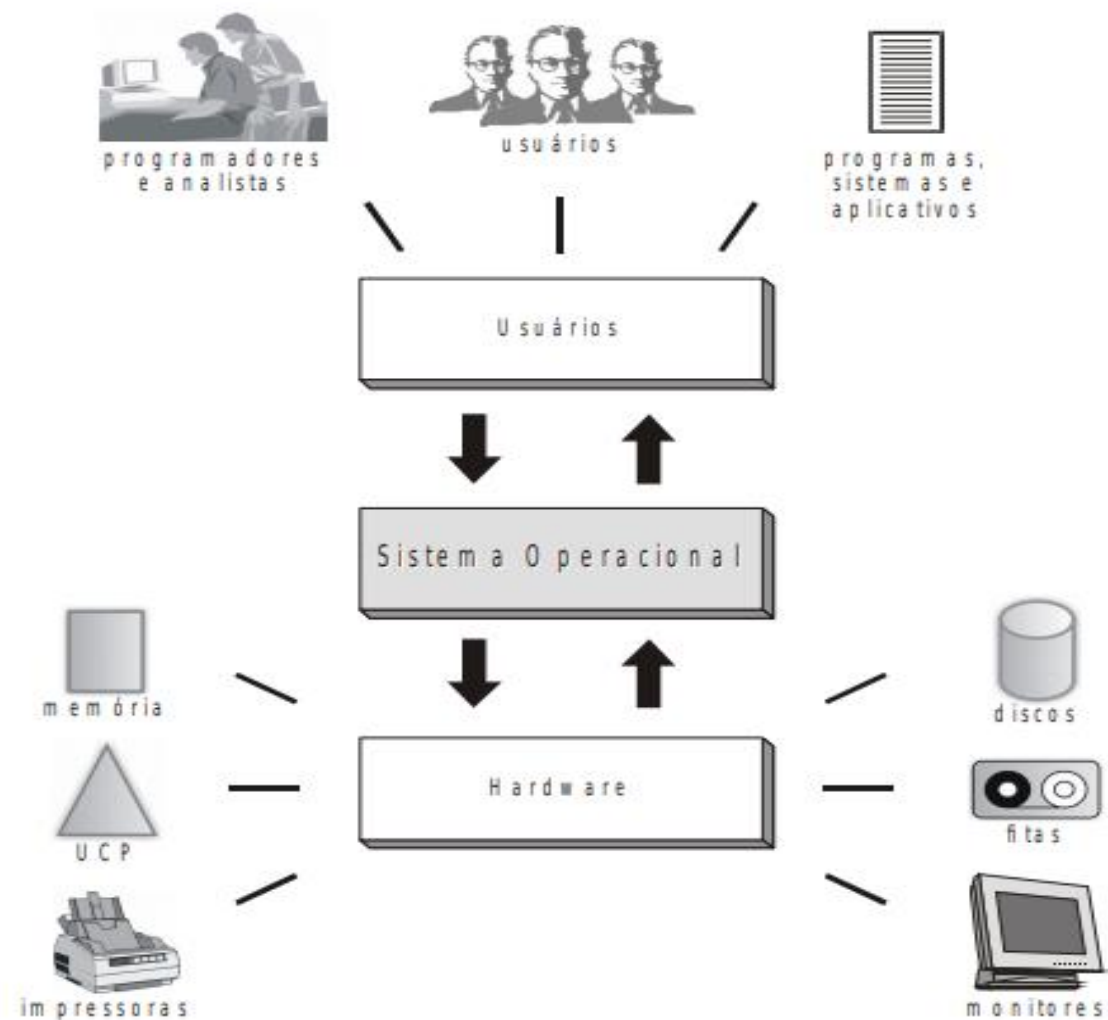 programadores
e analistas
usuários
programas,
sistemas e
aplicativos
Usuários
Sistema Operacional
memória
discos
Hardware
UCP
fitas
impressoras
monitores